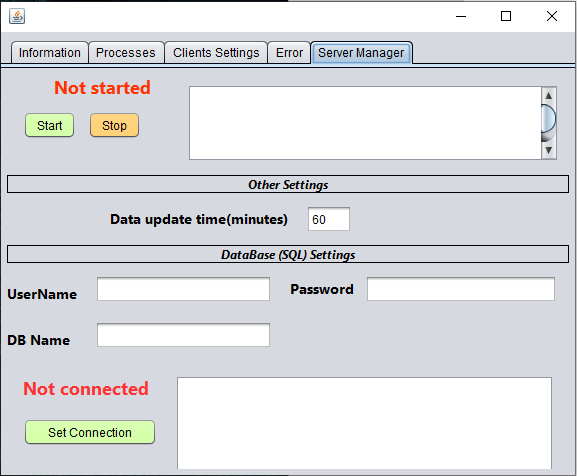 Information Processes Clients Settings Error Server Manager
Not started
Start Stop
Other Settings
Data update time(minutes) 60
DataBase (SQL) Settings
UserName Password
DB Name
Not connected
Set Connection